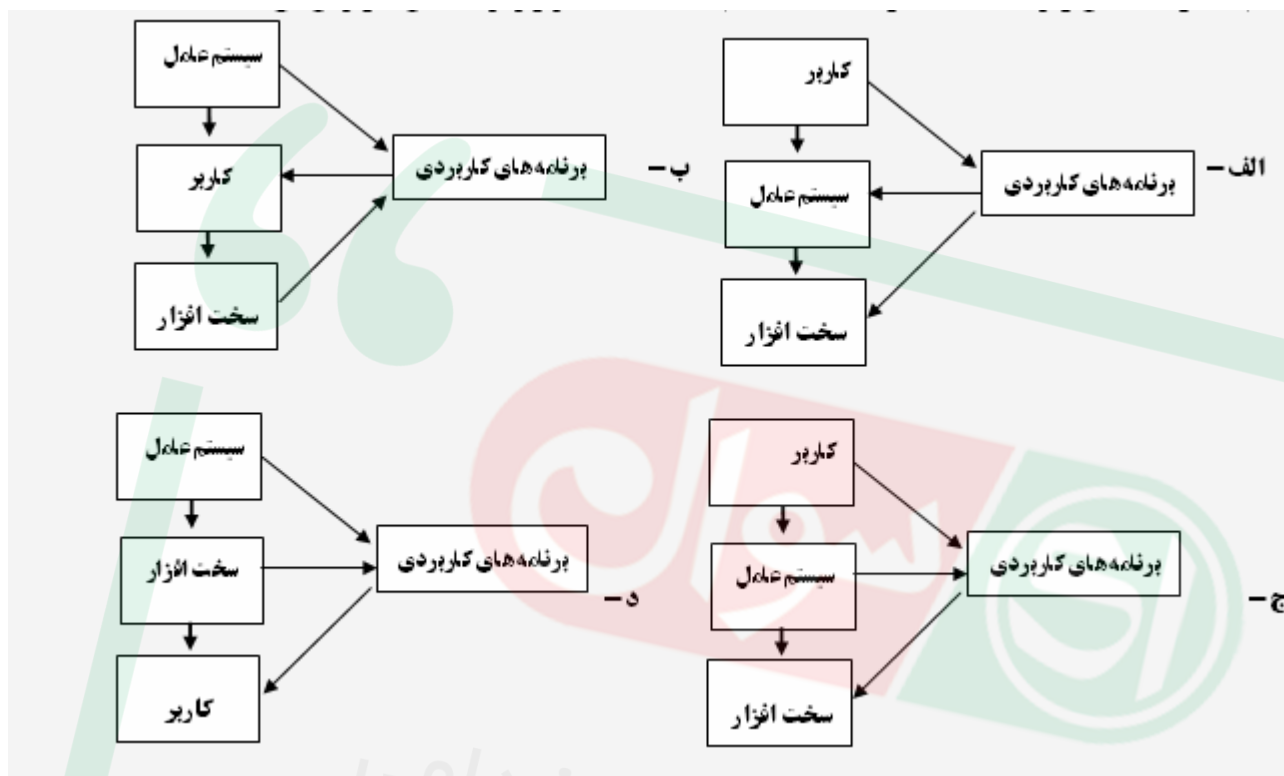 الف –
کاربر
برنامه‌های کاربردی
سیستم عامل
سخت افزار
ب –
سیستم عامل
برنامه‌های کاربردی
کاربر
سخت افزار
ج –
کاربر
برنامه‌های کاربردی
سیستم عامل
سخت افزار
د –
سیستم عامل
برنامه‌های کاربردی
سخت افزار
کاربر
سوال